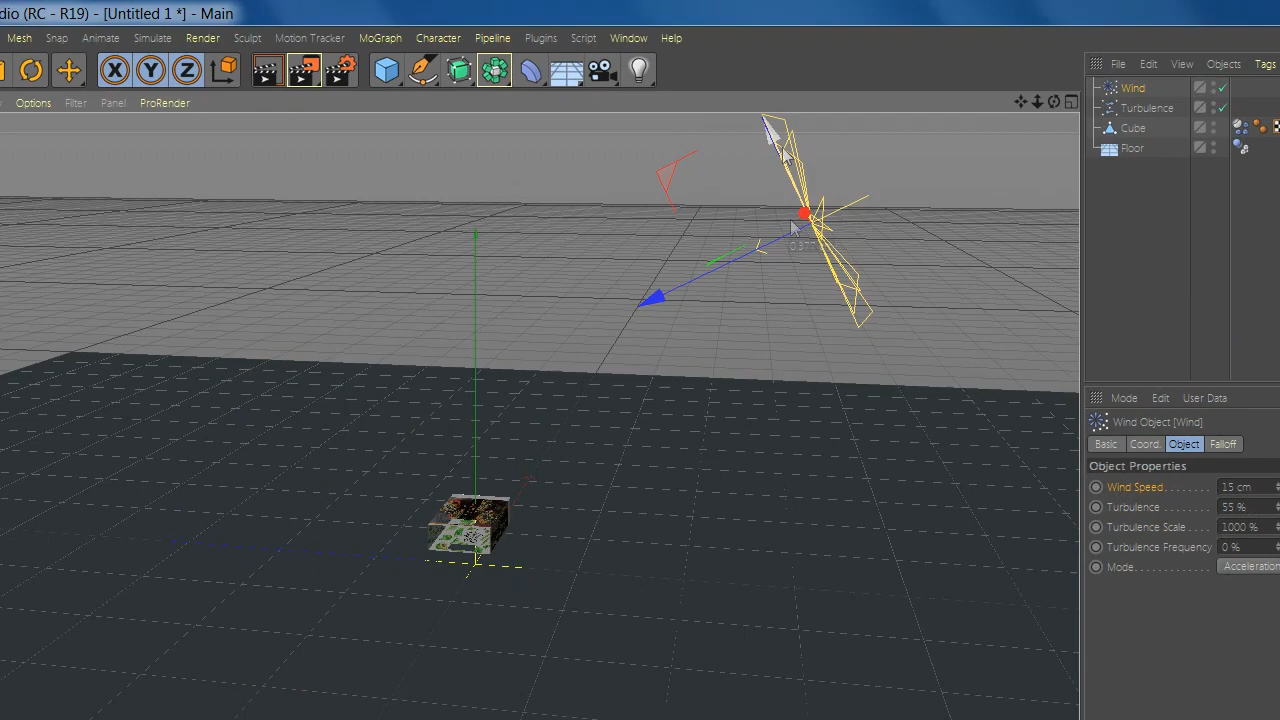 dio (RC - R19) - [Untitled 1 *] - Main
Mesh Snap Animate Simulate Render Sculpt Motion Tracker MoGraph Character Pipeline Plugins Script Window Help
X Y Z
Options Filter Panel ProRender
File Edit View Objects Tags
Wind
Turbulence
Cube
Floor
0.377
Mode Edit User Data
Wind Object [Wind]
Basic Coord. Object Falloff
Object Properties
Wind Speed 15 cm
Turbulence 55 %
Turbulence Scale 1000 %
Turbulence Frequency 0 %
Mode Acceleration